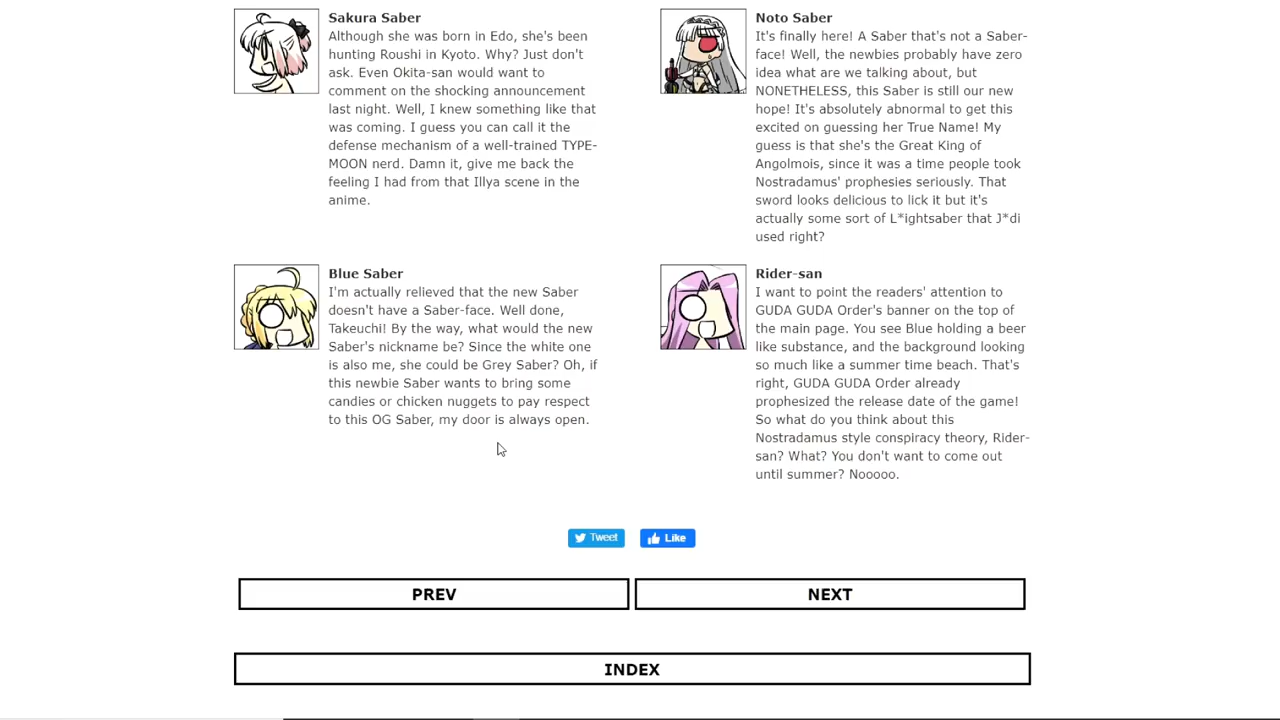 Sakura Saber
Although she was born in Edo, she's been
hunting Roushi in Kyoto. Why? Just don't
ask. Even Okita-san would want to
comment on the shocking announcement
last night. Well, I knew something like that
was coming. I guess you can call it the
defense mechanism of a well-trained TYPE-
MOON nerd. Damn it, give me back the
feeling I had from that Illya scene in the
anime.
Noto Saber
It's finally here! A Saber that's not a Saber-
face! Well, the newbies probably have zero
idea what are we talking about, but
NONETHELESS, this Saber is still our new
hope! It's absolutely abnormal to get this
excited on guessing her True Name! My
guess is that she's the Great King of
Angolmois, since it was a time people took
Nostradamus' prophesies seriously. That
sword looks delicious to lick it but it's
actually some sort of L*ightsaber that J*di
used right?
Blue Saber
I'm actually relieved that the new Saber
doesn't have a Saber-face. Well done,
Takeuchi! By the way, what would the new
Saber's nickname be? Since the white one
is also me, she could be Grey Saber? Oh, if
this newbie Saber wants to bring some
candies or chicken nuggets to pay respect
to this OG Saber, my door is always open.
Rider-san
I want to point the readers' attention to
GUDA GUDA Order's banner on the top of
the main page. You see Blue holding a beer
like substance, and the background looking
so much like a summer time beach. That's
right, GUDA GUDA Order already
prophesized the release date of the game!
So what do you think about this
Nostradamus style conspiracy theory, Rider-
san? What? You don't want to come out
until summer? Nooooo.
Tweet
Like
PREV
NEXT
INDEX